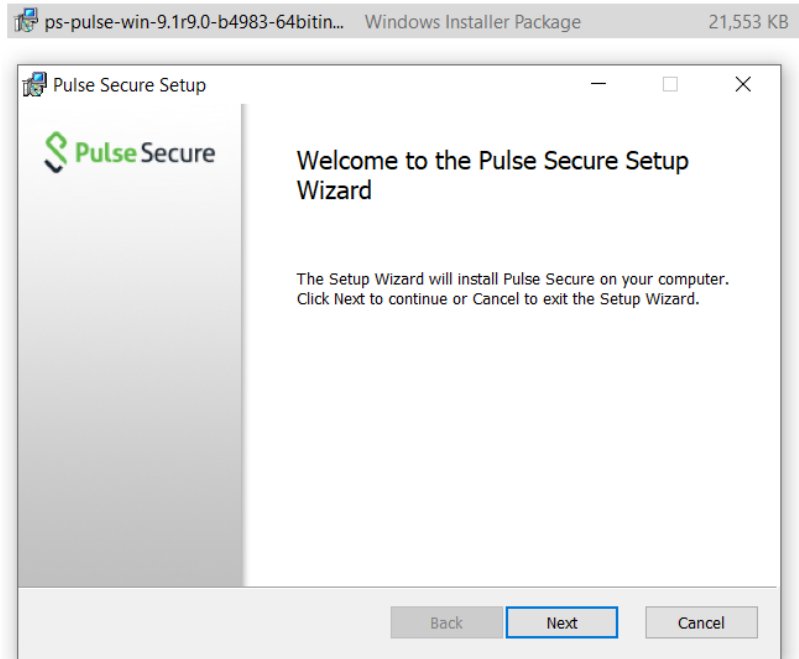 ps-pulse-win-9.1r9.0-b4983-64bitin... Windows Installer Package 21,553 KB
Pulse Secure Setup
Pulse Secure
Welcome to the Pulse Secure Setup
Wizard
The Setup Wizard will install Pulse Secure on your computer.
Click Next to continue or Cancel to exit the Setup Wizard.
Back Next Cancel